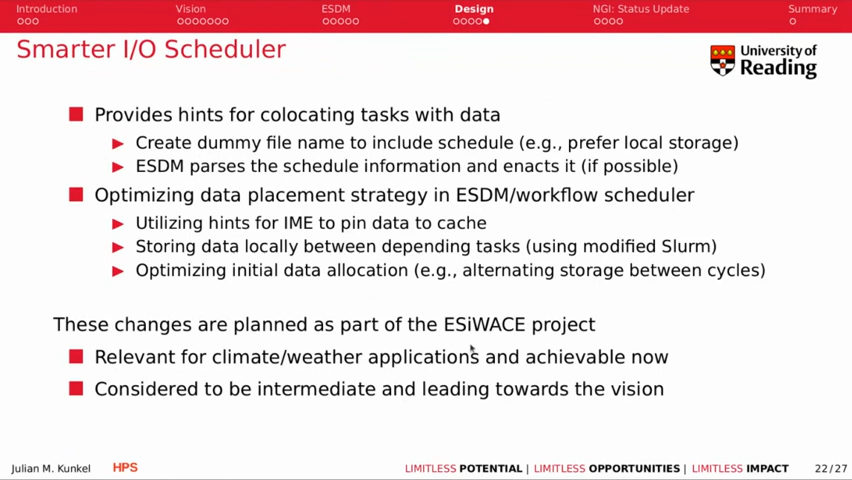 Introduction Vision ESDM Design NGI: Status Update Summary
Smarter I/O Scheduler
University of
Reading
Provides hints for colocating tasks with data
Create dummy file name to include schedule (e.g., prefer local storage)
ESDM parses the schedule information and enacts it (if possible)
Optimizing data placement strategy in ESDM/workflow scheduler
Utilizing hints for IME to pin data to cache
Storing data locally between depending tasks (using modified Slurm)
Optimizing initial data allocation (e.g., alternating storage between cycles)
These changes are planned as part of the ESiWACE project
Relevant for climate/weather applications and achievable now
Considered to be intermediate and leading towards the vision
Julian M. Kunkel HPS LIMITLESS POTENTIAL | LIMITLESS OPPORTUNITIES | LIMITLESS IMPACT 22/27